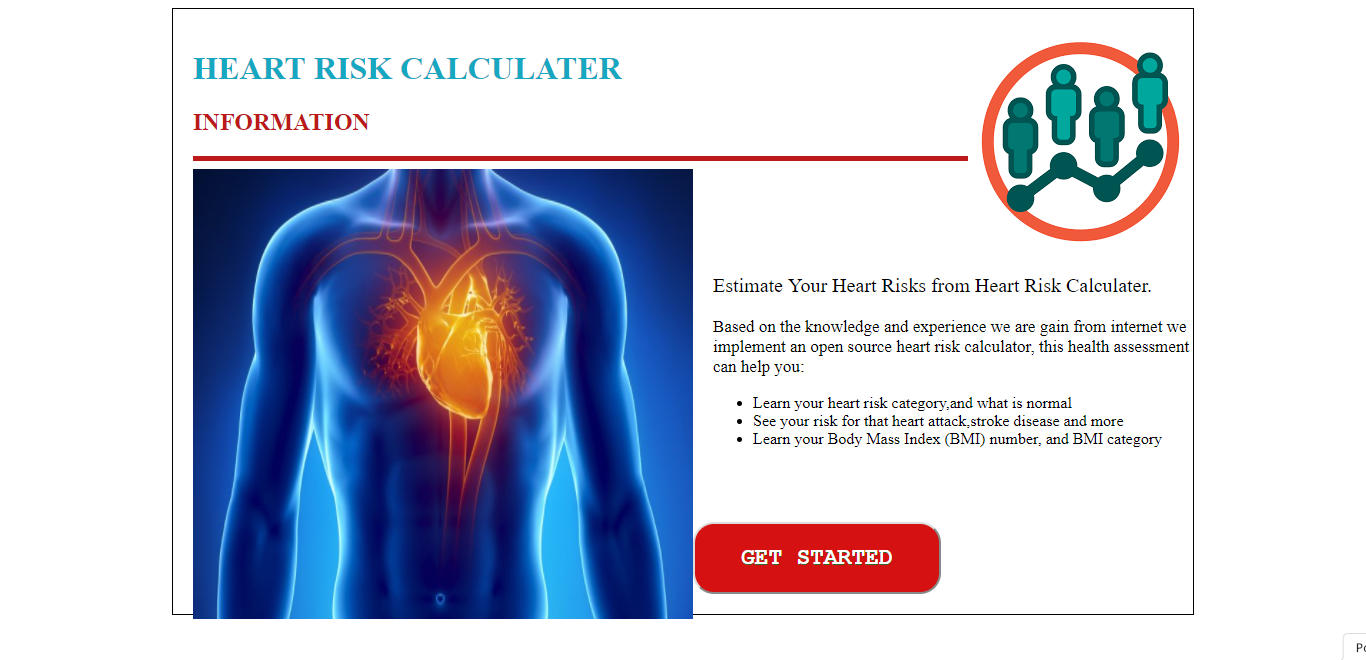 HEART RISK CALCULATER
INFORMATION
Estimate Your Heart Risks from Heart Risk Calculater.
Based on the knowledge and experience we are gain from internet we
implement an open source heart risk calculator, this health assessment
can help you:
Learn your heart risk category,and what is normal
See your risk for that heart attack,stroke disease and more
Learn your Body Mass Index (BMI) number, and BMI category
GET STARTED